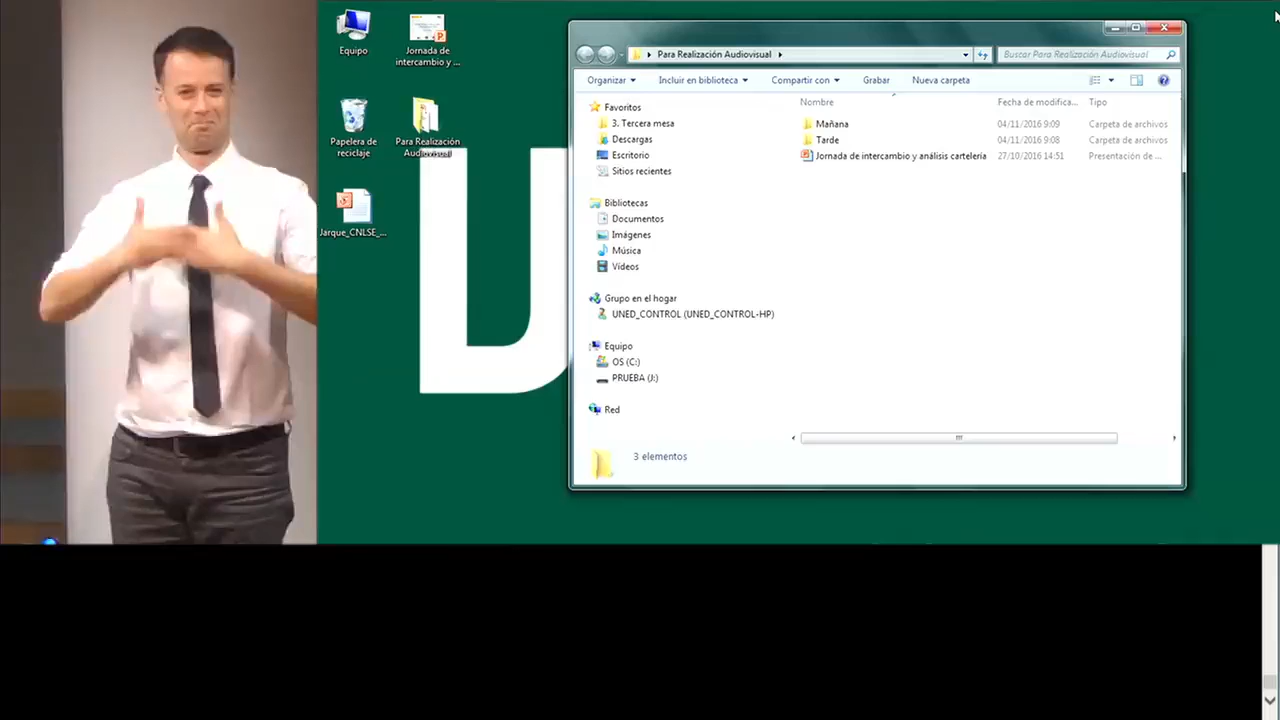 Equipo
Jornada de
intercambio y ...
Papelera de
reciclaje
Para Realización
Audiovisual
Jarque_CNLSE_...
U
Para Realización Audiovisual
Buscar Para Realización Audiovisual
Organizar
Incluir en biblioteca
Compartir con
Grabar
Nueva carpeta
Favoritos
3. Tercera mesa
Descargas
Escritorio
Sitios recientes
Bibliotecas
Documentos
Imágenes
Música
Vídeos
Grupo en el hogar
UNED_CONTROL (UNED_CONTROL-HP)
Equipo
OS (C:)
PRUEBA (J:)
Red
Nombre
Fecha de modifica...
Tipo
Mañana
04/11/2016 9:09
Carpeta de archivos
Tarde
04/11/2016 9:08
Carpeta de archivos
Jornada de intercambio y análisis cartelería
27/10/2016 14:51
Presentación de ...
3 elementos